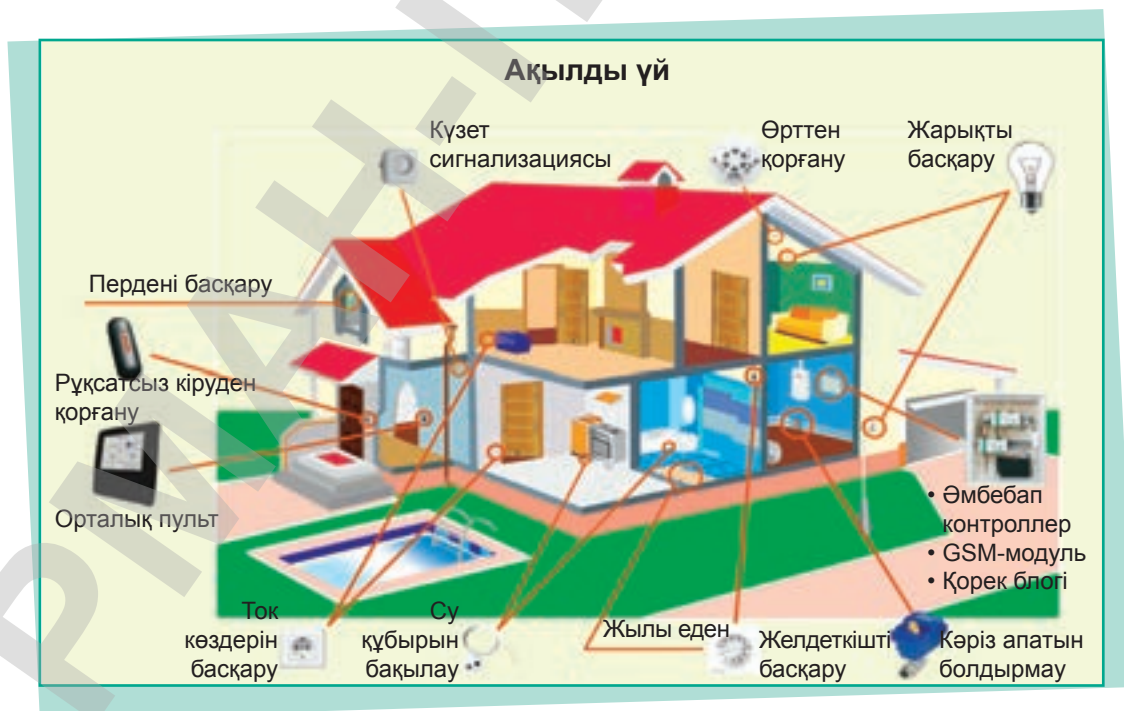 Ақылды үй
Күзет
сигнализациясы
Өрттен
қорғану
Жарықты
басқару
Пердені басқару
Рұқсатсыз кіруден
қорғану
Орталық пульт
• Әмбебап
контроллер
• GSM-модуль
• Қорек блогі
Ток
көздерін
басқару
Су
құбырын
бақылау
Жылы еден
Желдеткішті
басқару
Кәріз апатын
болдырмау